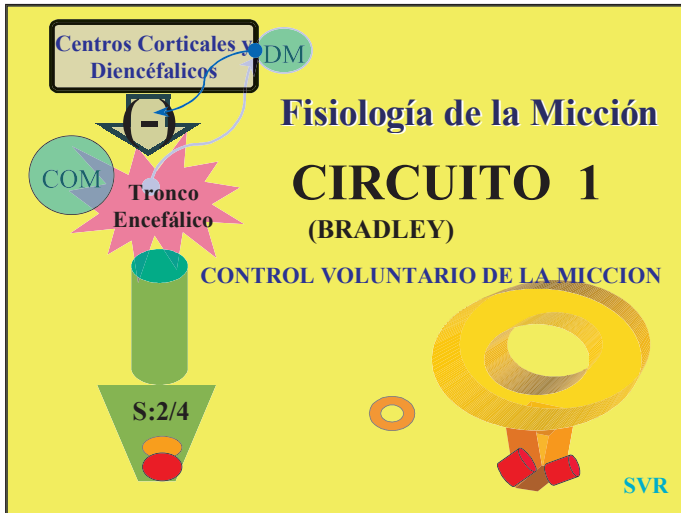 Centros Corticales y
Diencéfalicos
DM
-
Fisiología de la Micción
COM
Tronco
Encefálico
CIRCUITO 1
(BRADLEY)
CONTROL VOLUNTARIO DE LA MICCION
S:2/4
SVR